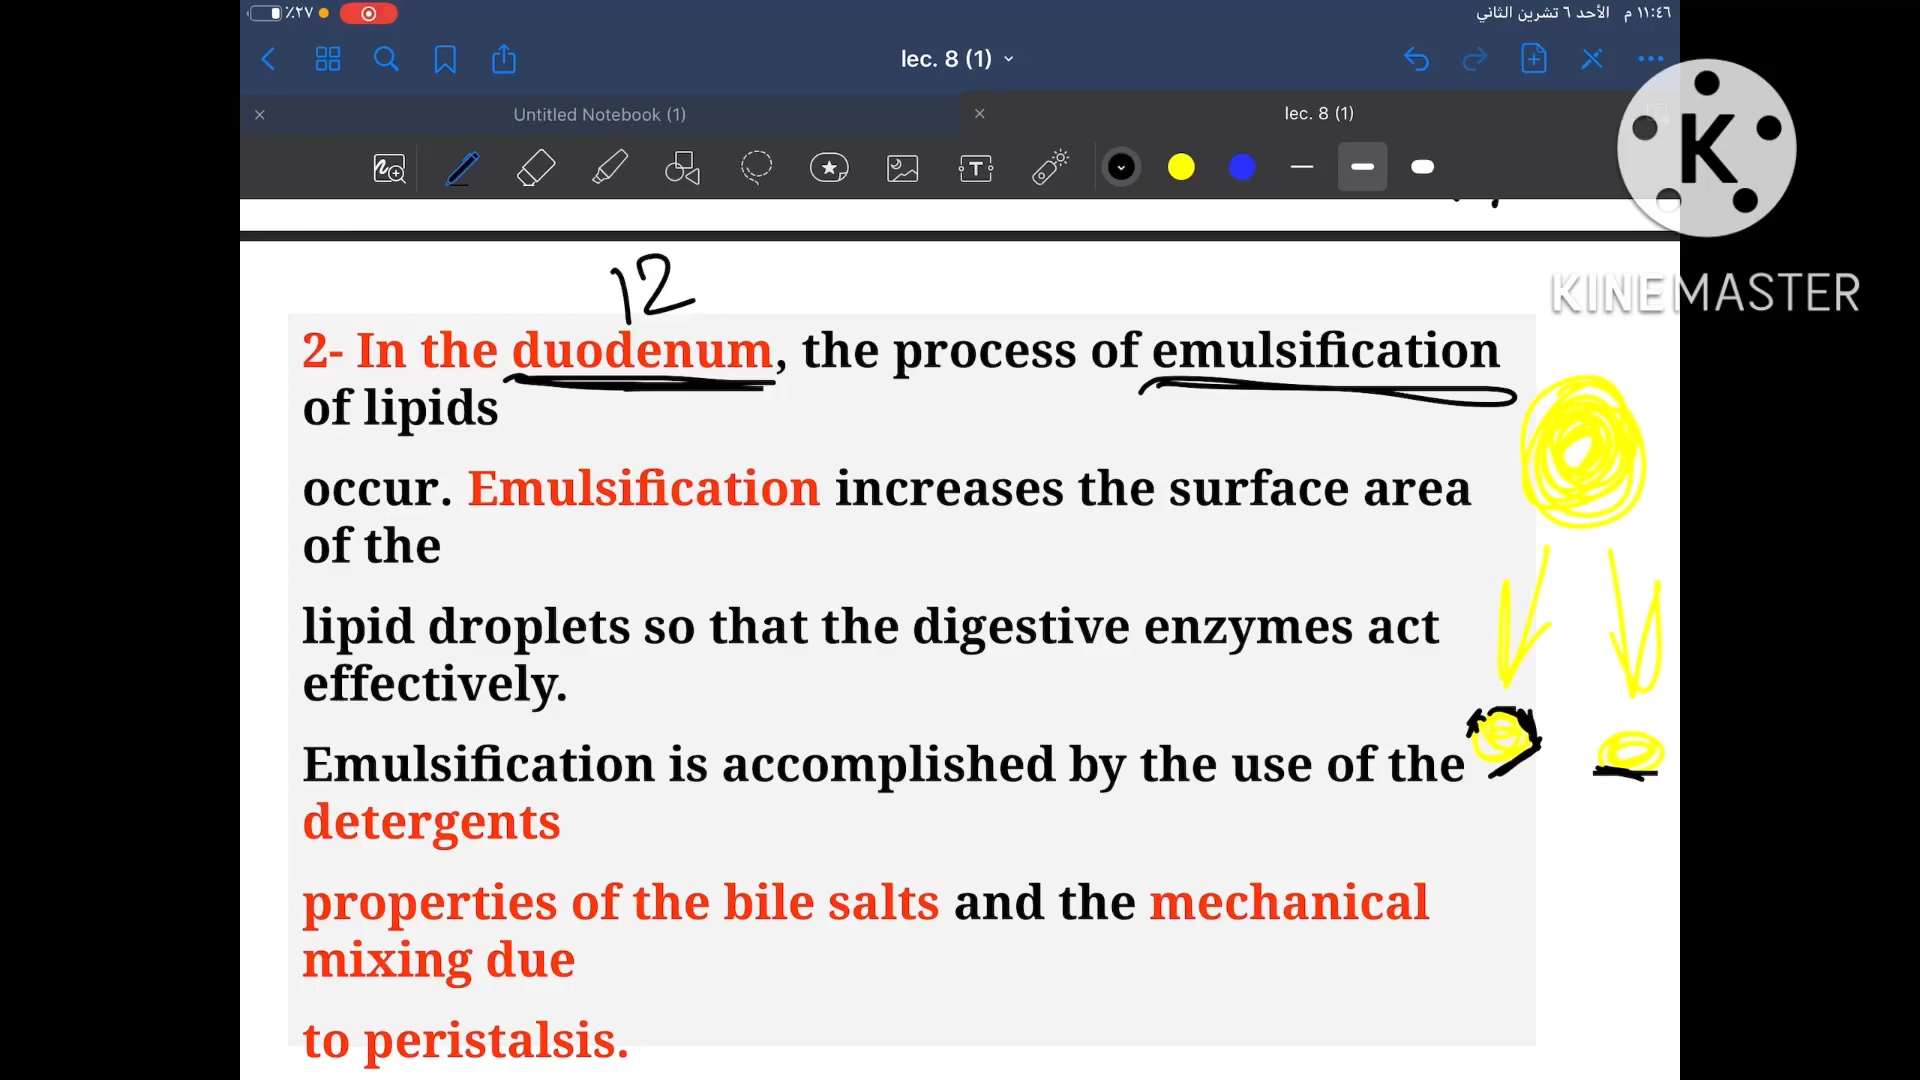 ٪٢٧
١١:٤٦ م الأحد ٦ تشرين الثاني
lec. 8 (1)
Untitled Notebook (1)
lec. 8 (1)
T
K
KINEMASTER
12
2- In the duodenum, the process of emulsification
of lipids
occur. Emulsification increases the surface area
of the
lipid droplets so that the digestive enzymes act
effectively.
Emulsification is accomplished by the use of the
detergents
properties of the bile salts and the mechanical
mixing due
to peristalsis.